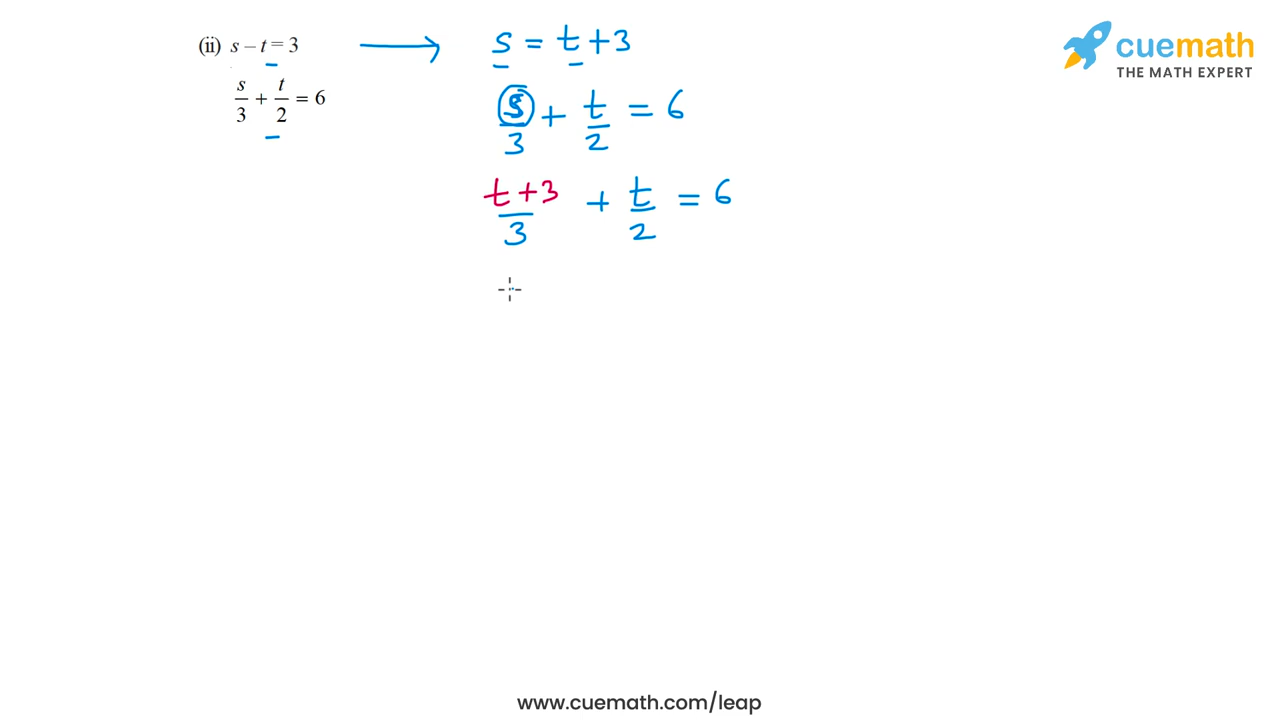 (ii) s – t = 3 ⟶ s = t + 3
s/3 + t/2 = 6
s/3 + t/2 = 6
t + 3/3 + t/2 = 6
cuemath
THE MATH EXPERT
www.cuemath.com/leap